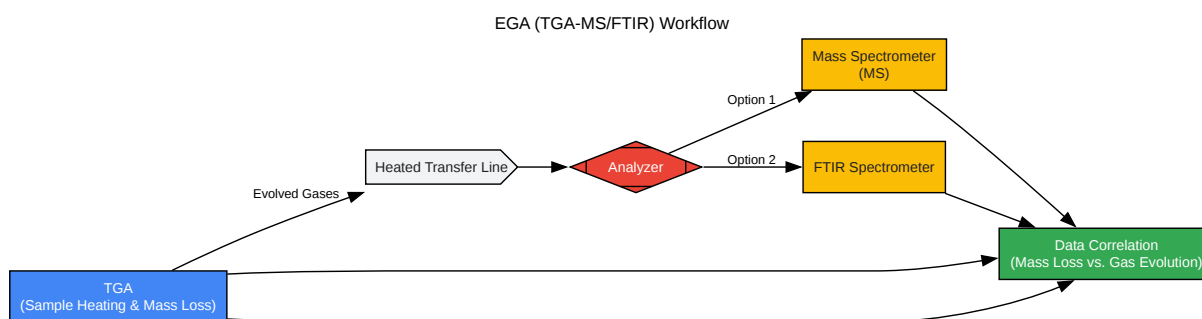 EGA (TGA-MS/FTIR) Workflow
Mass Spectrometer
(MS)
Option 1
Heated Transfer Line
Analyzer
Option 2
FTIR Spectrometer
Evolved Gases
Data Correlation
(Mass Loss vs. Gas Evolution)
TGA
(Sample Heating & Mass Loss)